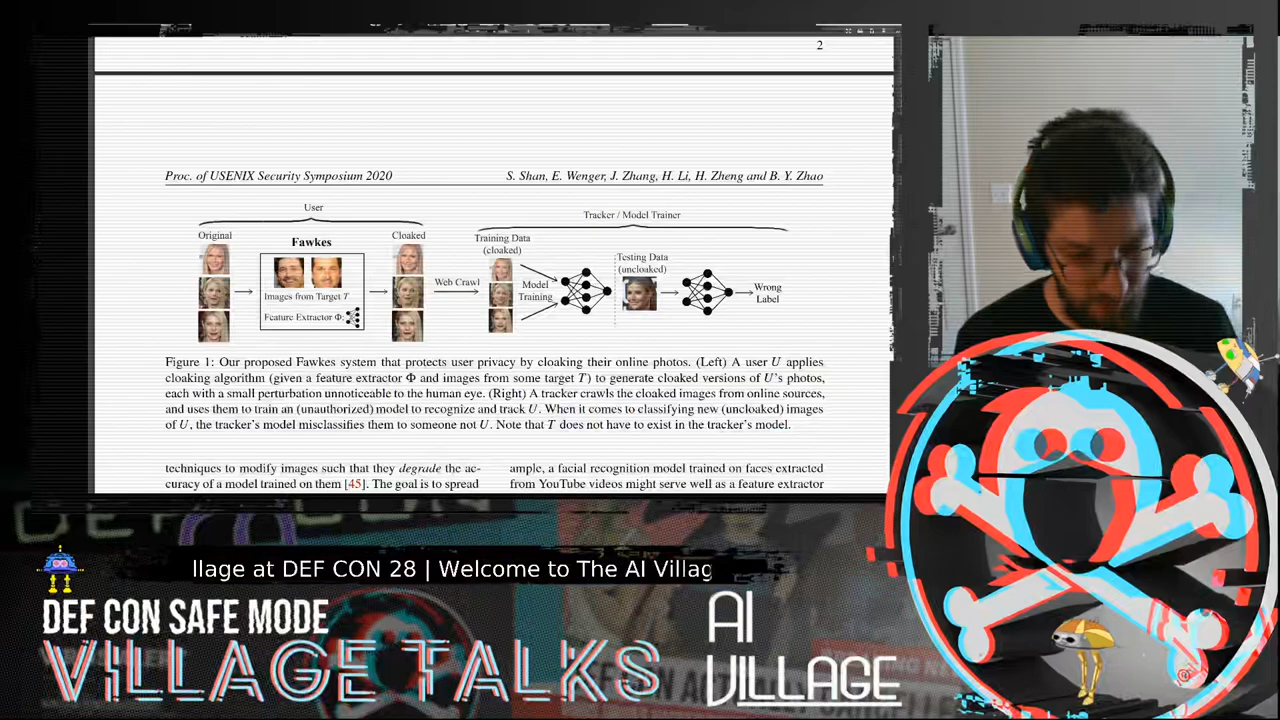 2
Proc. of USENIX Security Symposium 2020
S. Shan, E. Wenger, J. Zhang, H. Li, H. Zheng and B. Y. Zhao
User
Tracker / Model Trainer
Original
Fawkes
Cloaked
Training Data
(cloaked)
Testing Data
(uncloaked)
Images from Target T
Feature Extractor Φ:
Web Crawl
Model
Training
Wrong
Label
Figure 1: Our proposed Fawkes system that protects user privacy by cloaking their online photos. (Left) A user U applies
cloaking algorithm (given a feature extractor Φ and images from some target T) to generate cloaked versions of U's photos,
each with a small perturbation unnoticeable to the human eye. (Right) A tracker crawls the cloaked images from online sources,
and uses them to train an (unauthorized) model to recognize and track U. When it comes to classifying new (uncloaked) images
of U, the tracker's model misclassifies them to someone not U. Note that T does not have to exist in the tracker's model.
techniques to modify images such that they degrade the ac-
curacy of a model trained on them [45]. The goal is to spread
ample, a facial recognition model trained on faces extracted
from YouTube videos might serve well as a feature extractor
DEF CON
llage at DEF CON 28 | Welcome to The AI Villag
DEF CON SAFE MODE
VILLAGE TALKS
AI
VILLAGE